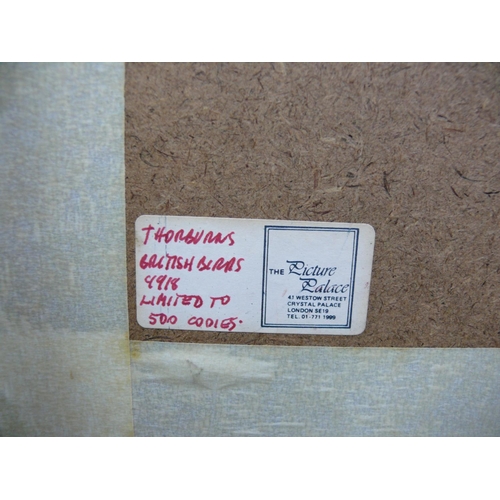 THORBURNS
BRITISH BIRDS
1918
LIMITED TO
500 COPIES.
THE Picture
Palace
41 WESTOW STREET
CRYSTAL PALACE
LONDON SE19
TEL. 01-771 1989